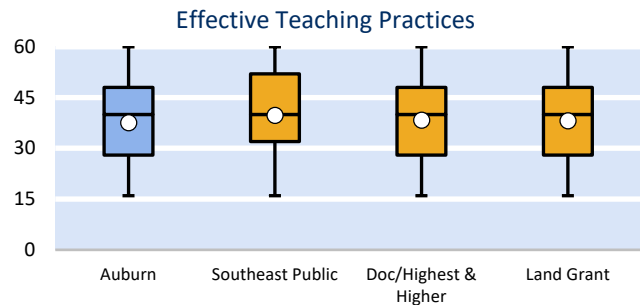 Effective Teaching Practices
60
45
30
15
0
Auburn
Southeast Public
Doc/Highest &
Higher
Land Grant